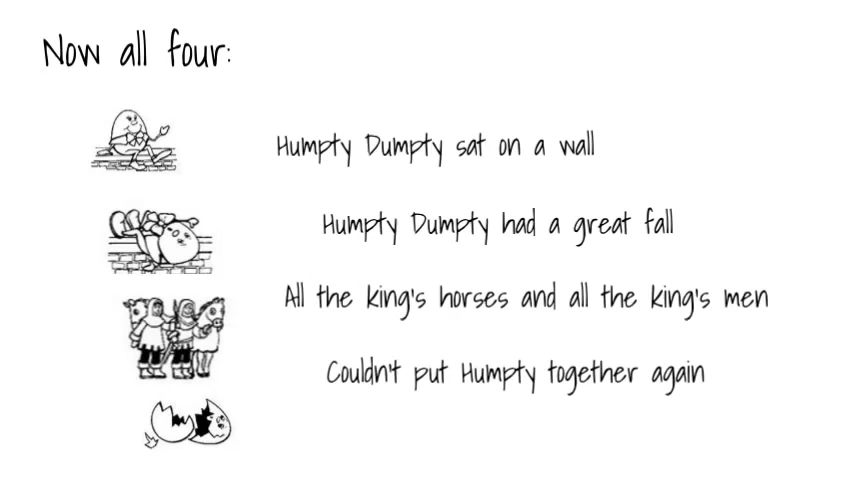 Now all four:
Humpty Dumpty sat on a wall
Humpty Dumpty had a great fall
All the king's horses and all the king's men
Couldn't put Humpty together again